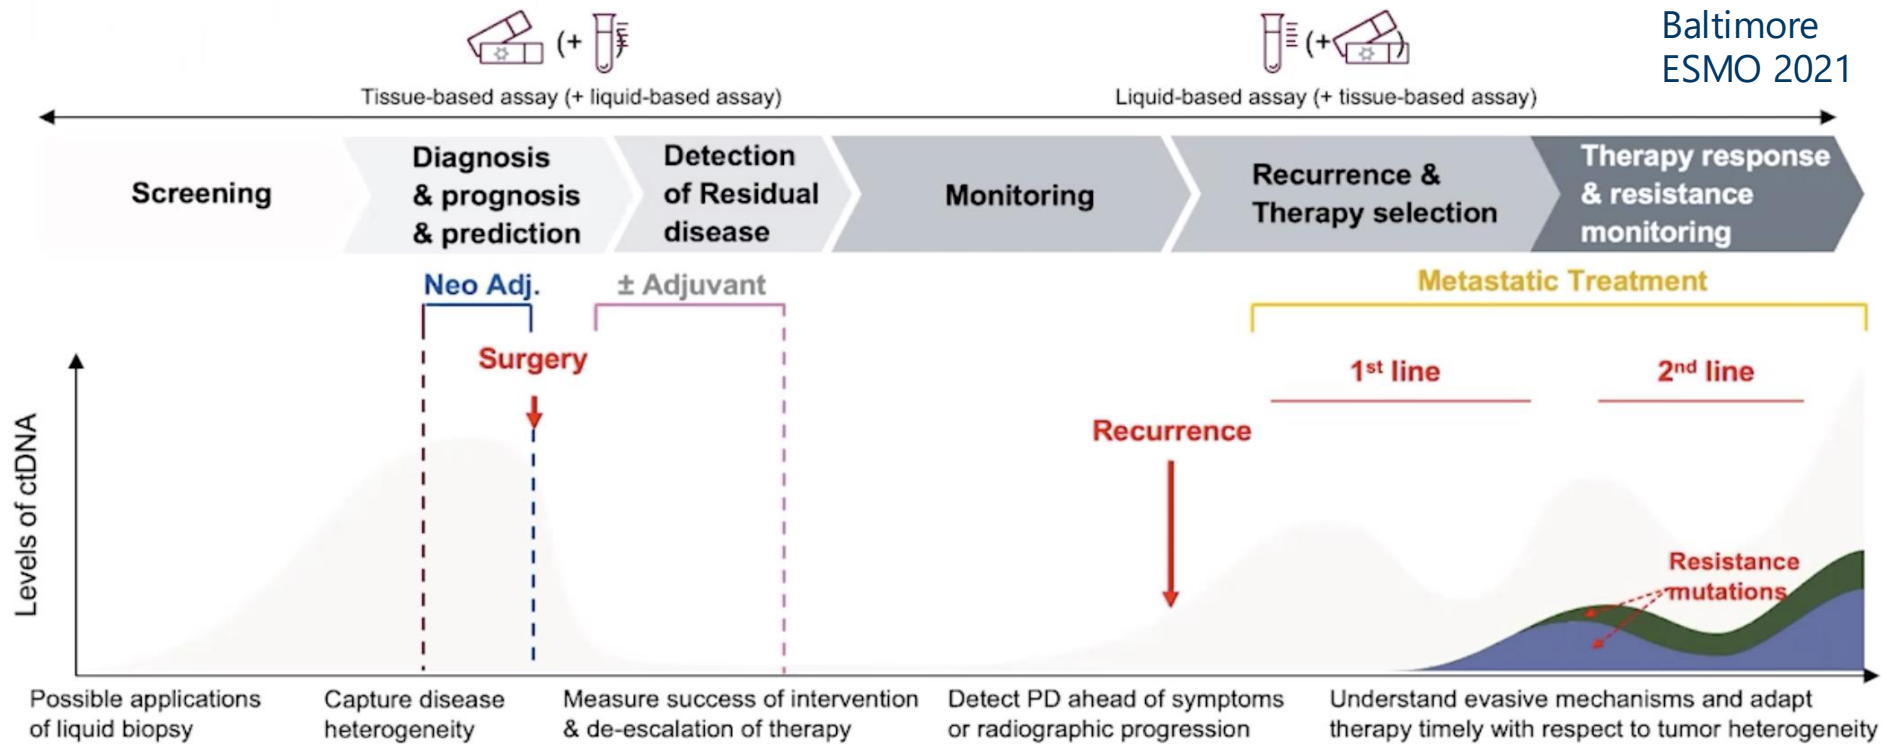 Baltimore
ESMO 2021
(+
(+ )
Tissue-based assay (+ liquid-based assay)
Liquid-based assay (+ tissue-based assay)
Screening
Diagnosis
& prognosis
& prediction
Detection
of Residual
disease
Monitoring
Recurrence &
Therapy selection
Therapy response
& resistance
monitoring
Neo Adj.
± Adjuvant
Metastatic Treatment
Surgery
1st line
2nd line
Recurrence
Levels of ctDNA
Resistance
mutations
Possible applications
of liquid biopsy
Capture disease
heterogeneity
Measure success of intervention
& de-escalation of therapy
Detect PD ahead of symptoms
or radiographic progression
Understand evasive mechanisms and adapt
therapy timely with respect to tumor heterogeneity